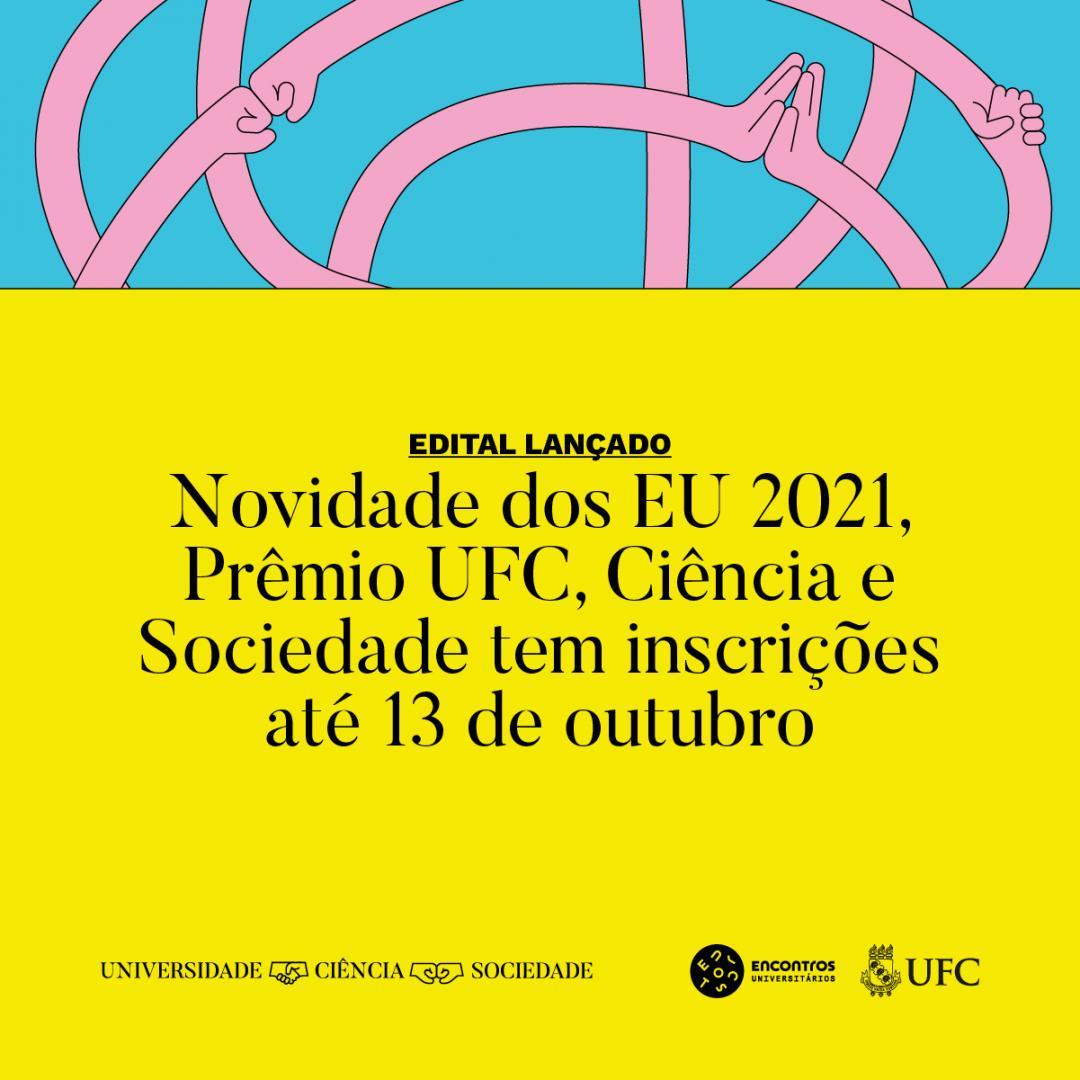 EDITAL LANÇADO
Novidade dos EU 2021,
Prêmio UFC, Ciência e
Sociedade tem inscrições
até 13 de outubro
UNIVERSIDADE CIÊNCIA SOCIEDADE
ENCONTROS
UNIVERSITÁRIOS
UFC